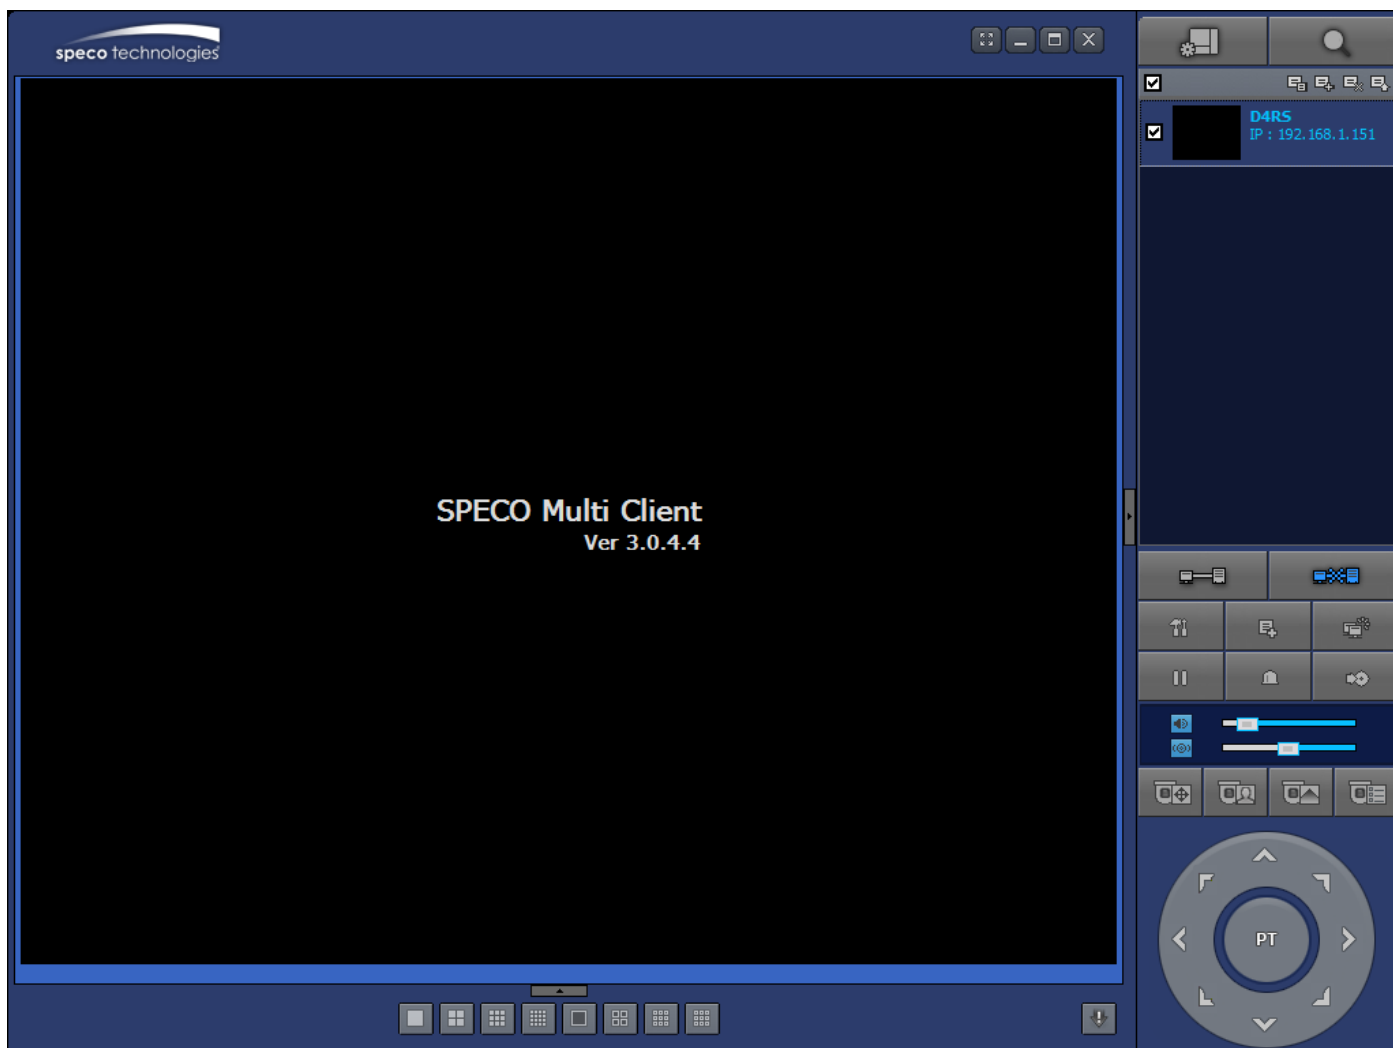 speco technologies
D4RS
IP : 192.168.1.151
SPECO Multi Client
Ver 3.0.4.4
PT